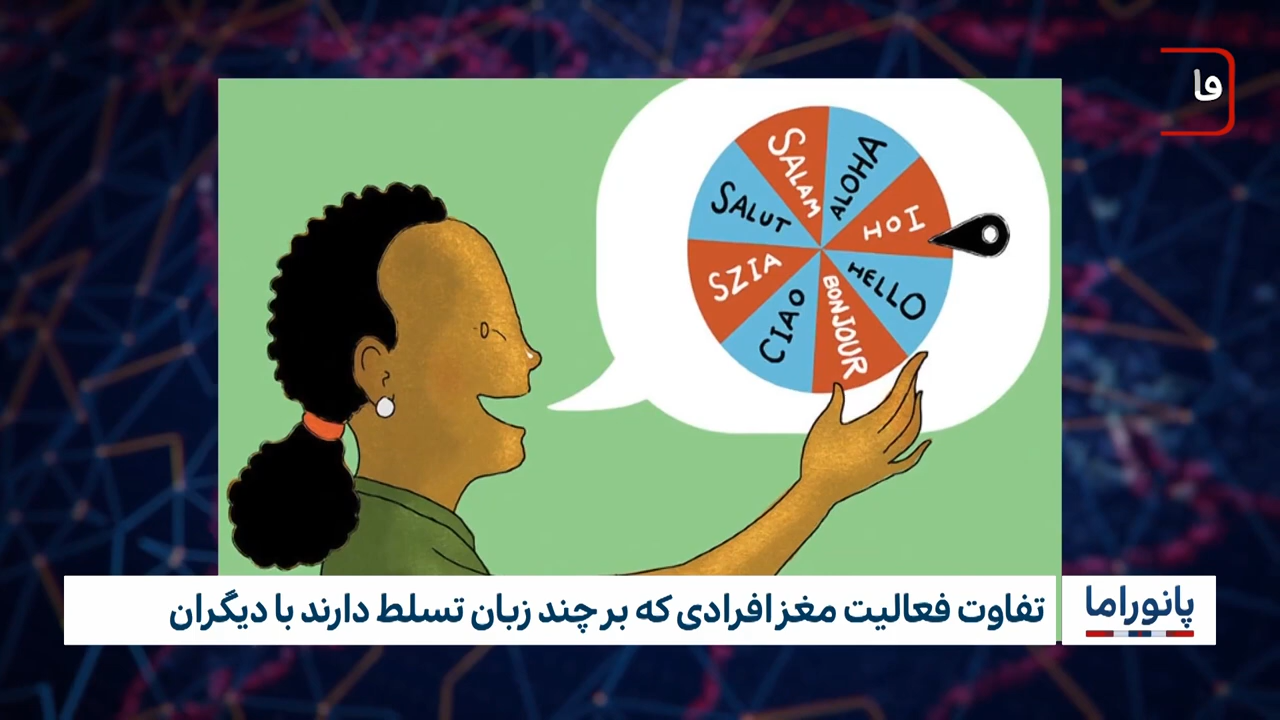 فا
SALAM
ALOHA
HOI
HELLO
BONJOUR
CIAO
SZIA
SALUT
پانوراما
تفاوت فعالیت مغز افرادی که بر چند زبان تسلط دارند با دیگران